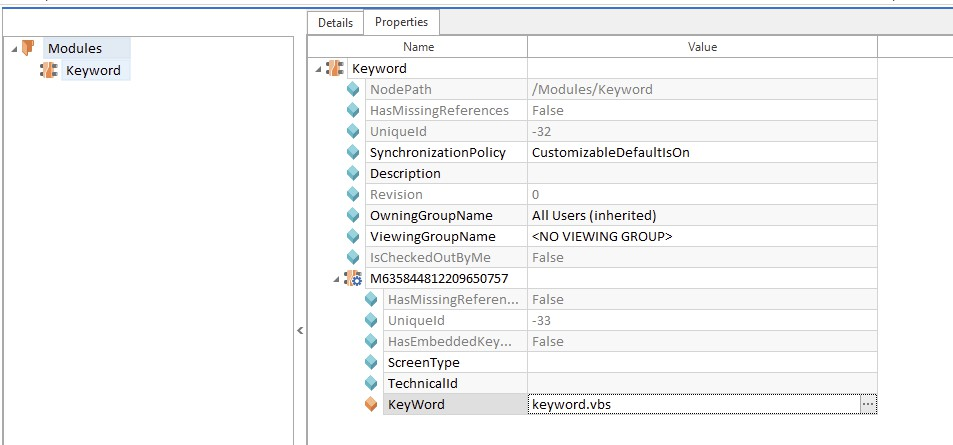 Details Properties
Modules
Keyword
Name Value
Keyword
NodePath /Modules/Keyword
HasMissingReferences False
UniqueId -32
SynchronizationPolicy CustomizableDefaultIsOn
Description
Revision 0
OwningGroupName All Users (inherited)
ViewingGroupName <NO VIEWING GROUP>
IsCheckedOutByMe False
M635844812209650757
HasMissingReferen... False
UniqueId -33
HasEmbeddedKey... False
ScreenType
TechnicalId
KeyWord keyword.vbs ...